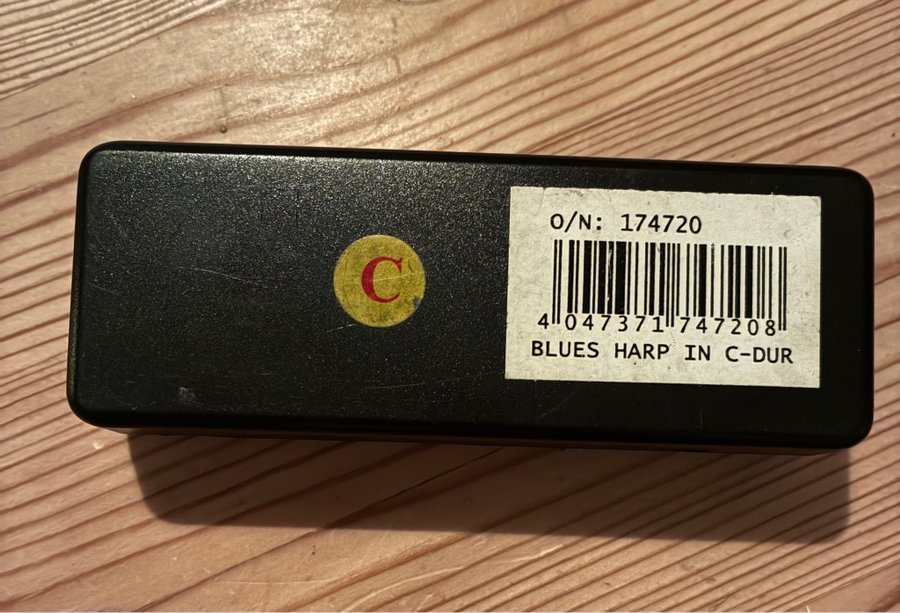 C
O/N: 174720
4 047371 747208
BLUES HARP IN C-DUR